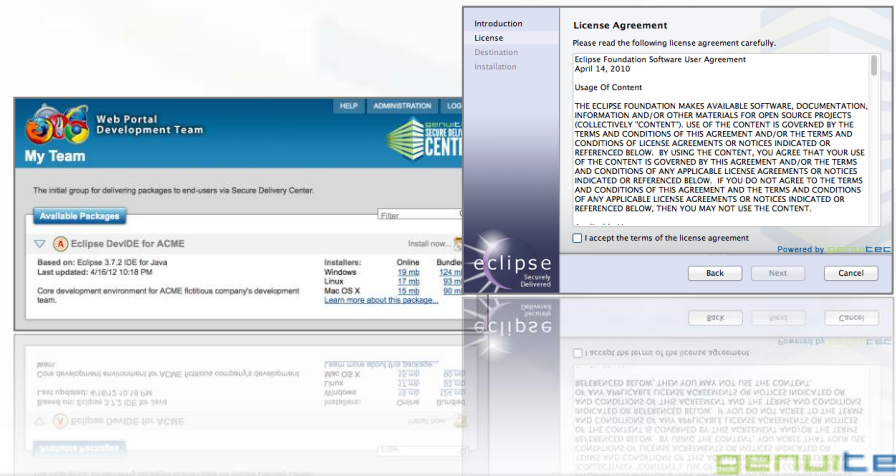 Web Portal
Development Team
My Team
HELP ADMINISTRATION LOG
genuitec
SECURE DELIV
CENT
The initial group for delivering packages to end-users via Secure Delivery Center.
Available Packages
Filter
Eclipse DevIDE for ACME
Install now...
Based on: Eclipse 3.7.2 IDE for Java
Last updated: 4/16/12 10:18 PM
Core development environment for ACME fictitious company's development
team.
Installers: Online Bundle
Windows 19 mb 124 m
Linux 17 mb 93 m
Mac OS X 15 mb 90 m
Learn more about this package...
Introduction
License
Destination
Installation
License Agreement
Please read the following license agreement carefully.
Eclipse Foundation Software User Agreement
April 14, 2010
Usage Of Content
THE ECLIPSE FOUNDATION MAKES AVAILABLE SOFTWARE, DOCUMENTATION,
INFORMATION AND/OR OTHER MATERIALS FOR OPEN SOURCE PROJECTS
(COLLECTIVELY "CONTENT"). USE OF THE CONTENT IS GOVERNED BY THE
TERMS AND CONDITIONS OF THIS AGREEMENT AND/OR THE TERMS AND
CONDITIONS OF LICENSE AGREEMENTS OR NOTICES INDICATED OR
REFERENCED BELOW. BY USING THE CONTENT, YOU AGREE THAT YOUR USE
OF THE CONTENT IS GOVERNED BY THIS AGREEMENT AND/OR THE TERMS
AND CONDITIONS OF ANY APPLICABLE LICENSE AGREEMENTS OR NOTICES
INDICATED OR REFERENCED BELOW. IF YOU DO NOT AGREE TO THE TERMS
AND CONDITIONS OF THIS AGREEMENT AND THE TERMS AND CONDITIONS
OF ANY APPLICABLE LICENSE AGREEMENTS OR NOTICES INDICATED OR
REFERENCED BELOW, THEN YOU MAY NOT USE THE CONTENT.
I accept the terms of the license agreement
Powered by genuitec
eclipse
Securely
Delivered
Back Next Cancel
genuite